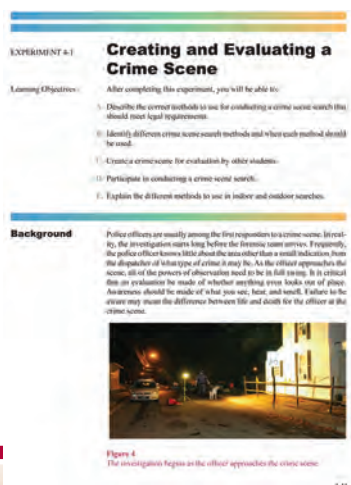 EXPERIMENT 4-1
Creating and Evaluating a
Crime Scene
Learning Objectives
After completing this experiment, you will be able to:
A. Describe the correct methods to use for conducting a crime scene search that
should meet legal requirements.
B. Identify different crime scene search methods and when each method should
be used.
C. Create a crime scene for evaluation by other students.
D. Participate in conducting a crime scene search.
E. Explain the different methods to use in indoor and outdoor searches.
Background
Police officers are usually among the first responders to a crime scene. In real-
ity, the investigation starts long before the forensic team arrives. Frequently,
the police officer knows little about the area other than a small indication from
the dispatcher of what type of crime it may be. As the officer approaches the
scene, all of the powers of observation need to be in full swing. It is critical
that an evaluation be made of whether anything even looks out of place.
Awareness should be made of what you see, hear, and smell. Failure to be
aware may mean the difference between life and death for the officer at the
crime scene.
Figure 4
The investigation begins as the officer approaches the crime scene